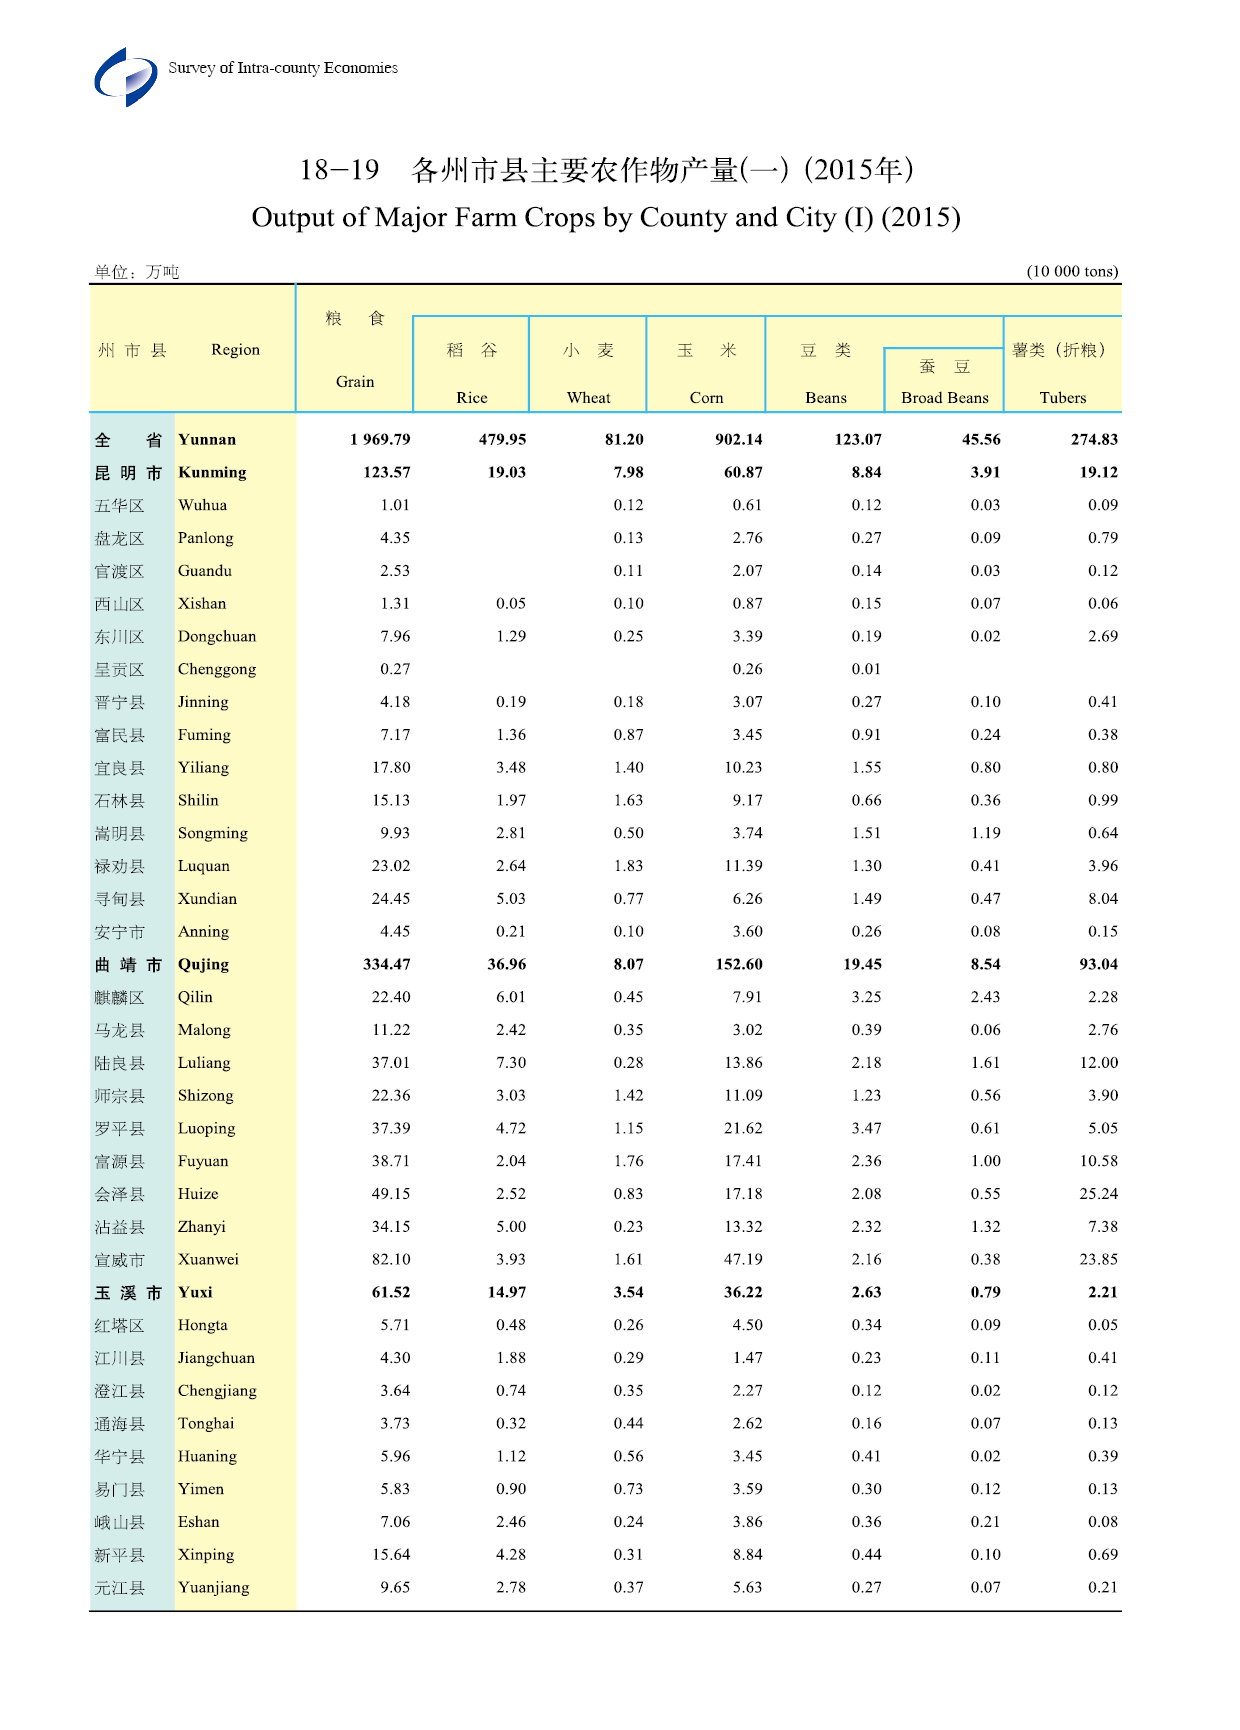 Survey of Intra-county Economies
18-19 各州市县主要农作物产量(一) (2015年)
Output of Major Farm Crops by County and City (I) (2015)
单位：万吨 (10 000 tons)
州 市 县 Region 粮 食 Grain 稻 谷 Rice 小 麦 Wheat 玉 米 Corn 豆 类 Beans 蚕 豆 Broad Beans 薯类（折粮） Tubers
全 省 Yunnan 1 969.79 479.95 81.20 902.14 123.07 45.56 274.83
昆 明 市 Kunming 123.57 19.03 7.98 60.87 8.84 3.91 19.12
五华区 Wuhua 1.01 0.12 0.61 0.12 0.03 0.09
盘龙区 Panlong 4.35 0.13 2.76 0.27 0.09 0.79
官渡区 Guandu 2.53 0.11 2.07 0.14 0.03 0.12
西山区 Xishan 1.31 0.05 0.10 0.87 0.15 0.07 0.06
东川区 Dongchuan 7.96 1.29 0.25 3.39 0.19 0.02 2.69
呈贡区 Chenggong 0.27 0.26 0.01
晋宁县 Jinning 4.18 0.19 0.18 3.07 0.27 0.10 0.41
富民县 Fuming 7.17 1.36 0.87 3.45 0.91 0.24 0.38
宜良县 Yiliang 17.80 3.48 1.40 10.23 1.55 0.80 0.80
石林县 Shilin 15.13 1.97 1.63 9.17 0.66 0.36 0.99
嵩明县 Songming 9.93 2.81 0.50 3.74 1.51 1.19 0.64
禄劝县 Luquan 23.02 2.64 1.83 11.39 1.30 0.41 3.96
寻甸县 Xundian 24.45 5.03 0.77 6.26 1.49 0.47 8.04
安宁市 Anning 4.45 0.21 0.10 3.60 0.26 0.08 0.15
曲 靖 市 Qujing 334.47 36.96 8.07 152.60 19.45 8.54 93.04
麒麟区 Qilin 22.40 6.01 0.45 7.91 3.25 2.43 2.28
马龙县 Malong 11.22 2.42 0.35 3.02 0.39 0.06 2.76
陆良县 Luliang 37.01 7.30 0.28 13.86 2.18 1.61 12.00
师宗县 Shizong 22.36 3.03 1.42 11.09 1.23 0.56 3.90
罗平县 Luoping 37.39 4.72 1.15 21.62 3.47 0.61 5.05
富源县 Fuyuan 38.71 2.04 1.76 17.41 2.36 1.00 10.58
会泽县 Huize 49.15 2.52 0.83 17.18 2.08 0.55 25.24
沾益县 Zhanyi 34.15 5.00 0.23 13.32 2.32 1.32 7.38
宣威市 Xuanwei 82.10 3.93 1.61 47.19 2.16 0.38 23.85
玉 溪 市 Yuxi 61.52 14.97 3.54 36.22 2.63 0.79 2.21
红塔区 Hongta 5.71 0.48 0.26 4.50 0.34 0.09 0.05
江川县 Jiangchuan 4.30 1.88 0.29 1.47 0.23 0.11 0.41
澄江县 Chengjiang 3.64 0.74 0.35 2.27 0.12 0.02 0.12
通海县 Tonghai 3.73 0.32 0.44 2.62 0.16 0.07 0.13
华宁县 Huaning 5.96 1.12 0.56 3.45 0.41 0.02 0.39
易门县 Yimen 5.83 0.90 0.73 3.59 0.30 0.12 0.13
峨山县 Eshan 7.06 2.46 0.24 3.86 0.36 0.21 0.08
新平县 Xinping 15.64 4.28 0.31 8.84 0.44 0.10 0.69
元江县 Yuanjiang 9.65 2.78 0.37 5.63 0.27 0.07 0.21